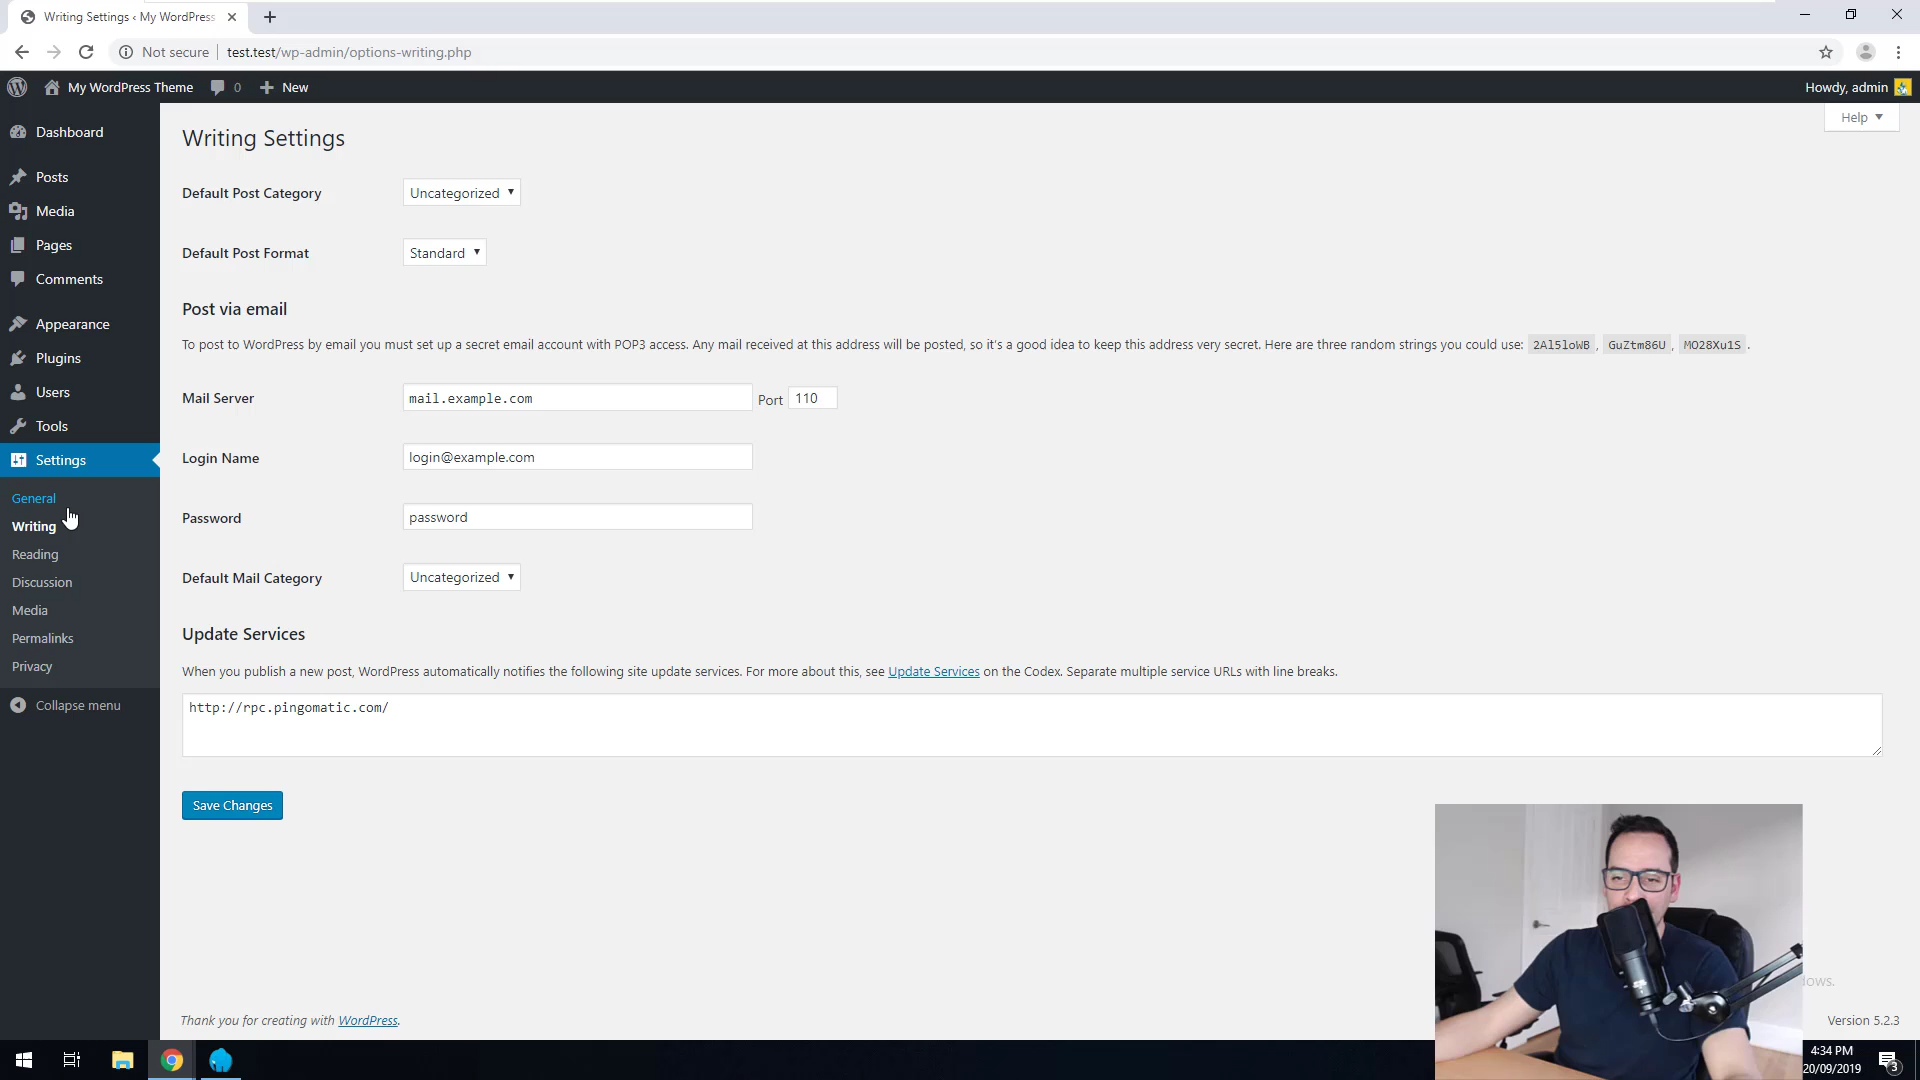 Writing Settings ‹ My WordPress
Not secure
test.test/wp-admin/options-writing.php
My WordPress Theme
0
New
Howdy, admin
Help
Dashboard
Posts
Media
Pages
Comments
Appearance
Plugins
Users
Tools
Settings
General
Writing
Reading
Discussion
Media
Permalinks
Privacy
Collapse menu
Writing Settings
Default Post Category
Uncategorized
Default Post Format
Standard
Post via email
To post to WordPress by email you must set up a secret email account with POP3 access. Any mail received at this address will be posted, so it's a good idea to keep this address very secret. Here are three random strings you could use: 2Al5loWB , GuZtm86U , MO28Xu1S .
Mail Server
mail.example.com
Port
110
Login Name
login@example.com
Password
password
Default Mail Category
Uncategorized
Update Services
When you publish a new post, WordPress automatically notifies the following site update services. For more about this, see Update Services on the Codex. Separate multiple service URLs with line breaks.
http://rpc.pingomatic.com/
Save Changes
Thank you for creating with WordPress.
Version 5.2.3
4:34 PM
20/09/2019
3